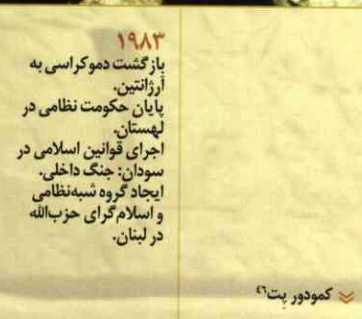 ۱۹۸۳
بازگشت دموکراسی به
آرژانتین.
پایان حکومت نظامی در
لهستان.
اجرای قوانین اسلامی در
سودان: جنگ داخلی.
ایجاد گروه شبه‌نظامی
و اسلام‌گرای حزب‌الله
در لبنان.
کمودور پت۴۶